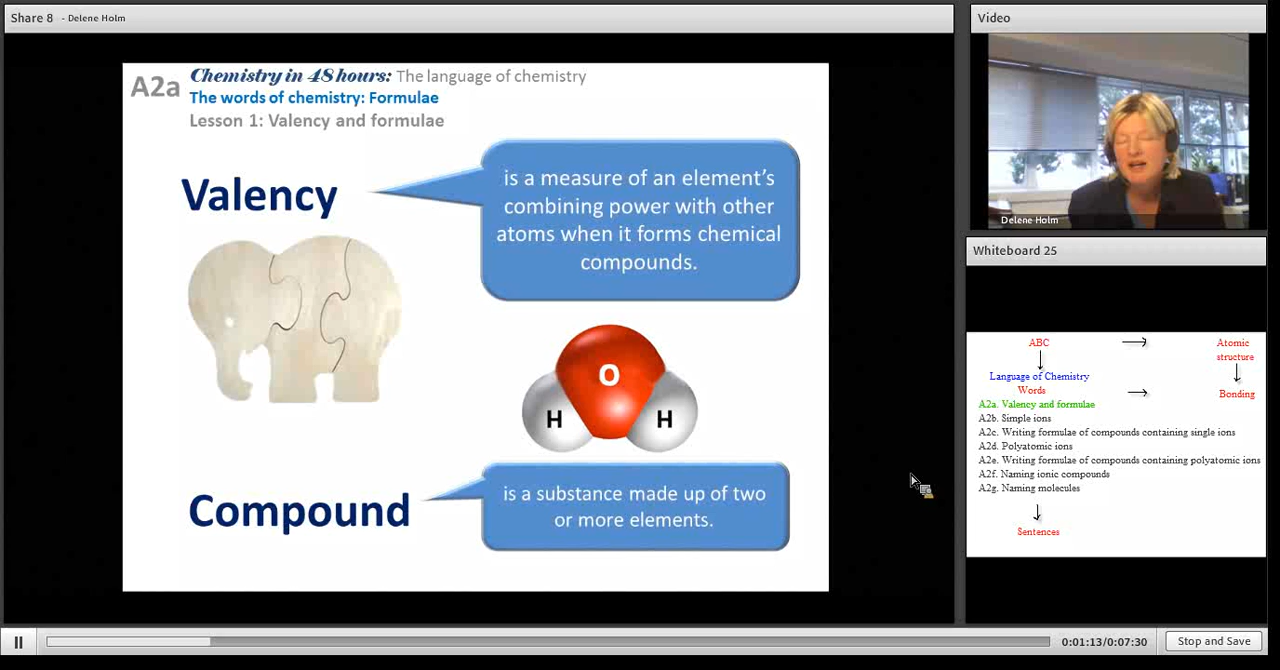 Share 8 - Delene Holm
A2a
Chemistry in 48 hours: The language of chemistry
The words of chemistry: Formulae
Lesson 1: Valency and formulae
Valency
is a measure of an element's
combining power with other
atoms when it forms chemical
compounds.
O
H H
Compound
is a substance made up of two
or more elements.
Video
Delene Holm
Whiteboard 25
ABC
Atomic
structure
Language of Chemistry
Words
Bonding
A2a. Valency and formulae
A2b. Simple ions
A2c. Writing formulae of compounds containing single ions
A2d. Polyatomic ions
A2e. Writing formulae of compounds containing polyatomic ions
A2f. Naming ionic compounds
A2g. Naming molecules
Sentences
0:01:13/0:07:30
Stop and Save